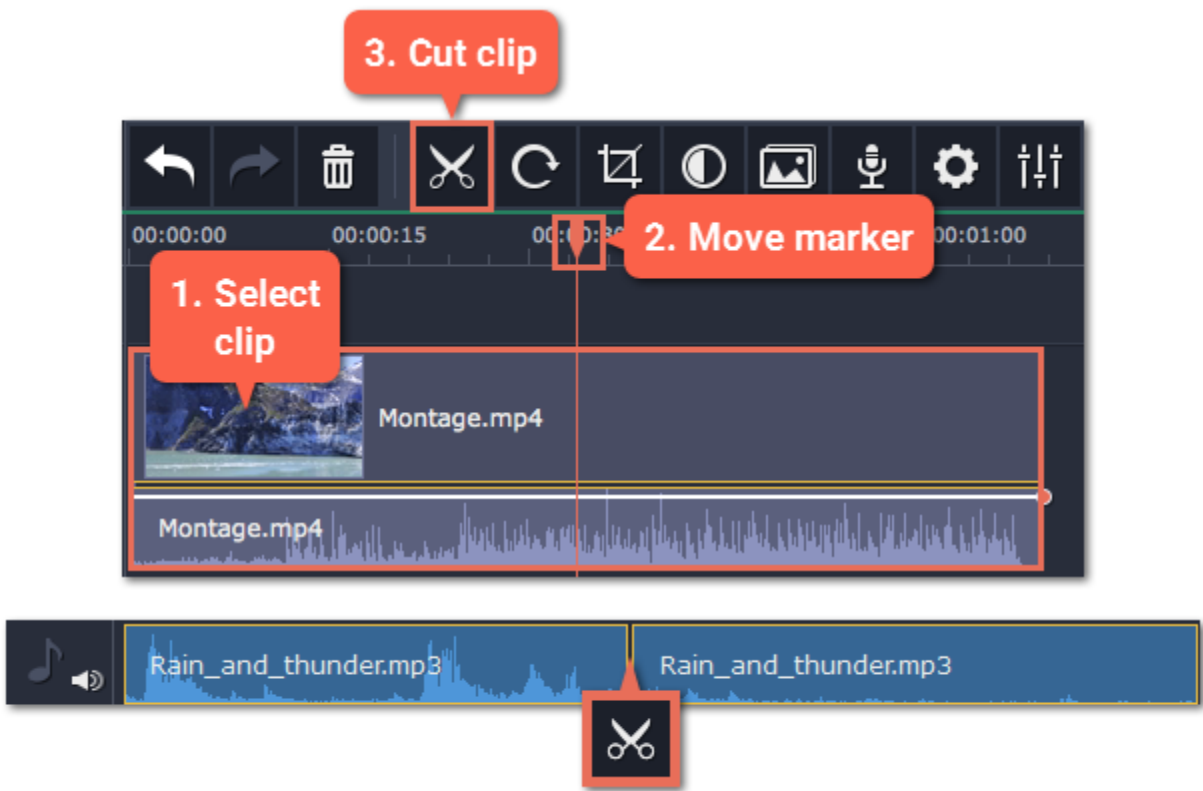 3. Cut clip
00:00:00 00:00:15 00:01:00
2. Move marker
1. Select
clip
Montage.mp4
Montage.mp4
Rain_and_thunder.mp3 Rain_and_thunder.mp3